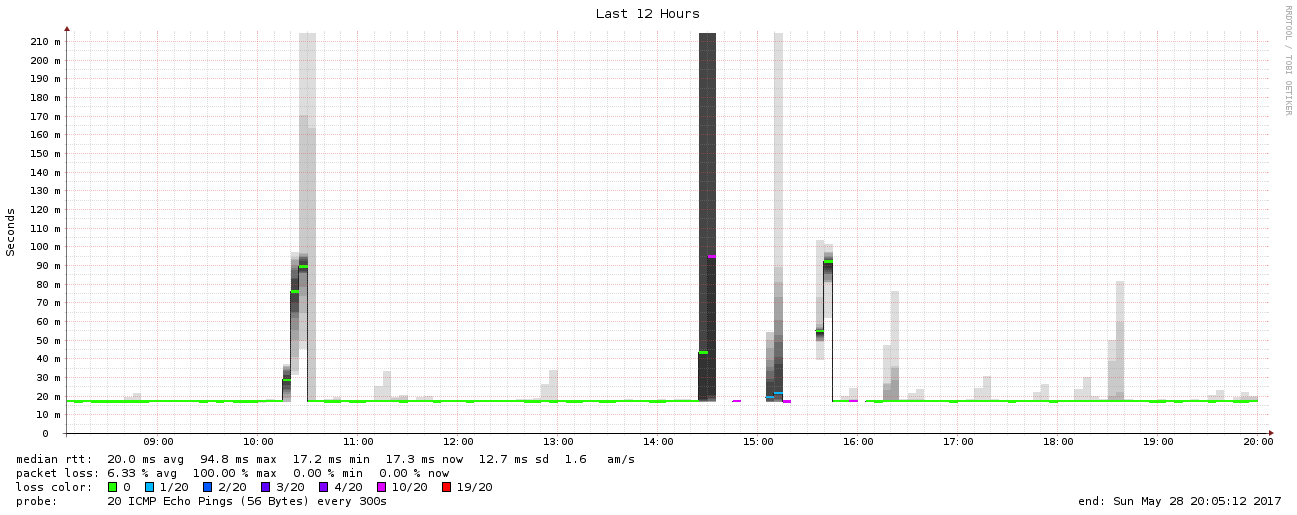 Last 12 Hours
RRDTOOL / TOBI OETIKER
Seconds
210 m
200 m
190 m
180 m
170 m
160 m
150 m
140 m
130 m
120 m
110 m
100 m
90 m
80 m
70 m
60 m
50 m
40 m
30 m
20 m
10 m
0
09:00 10:00 11:00 12:00 13:00 14:00 15:00 16:00 17:00 18:00 19:00 20:00
median rtt: 20.0 ms avg 94.8 ms max 17.2 ms min 17.3 ms now 12.7 ms sd 1.6 am/s
packet loss: 6.33 % avg 100.00 % max 0.00 % min 0.00 % now
loss color: 0 1/20 2/20 3/20 4/20 10/20 19/20
probe: 20 ICMP Echo Pings (56 Bytes) every 300s end: Sun May 28 20:05:12 2017